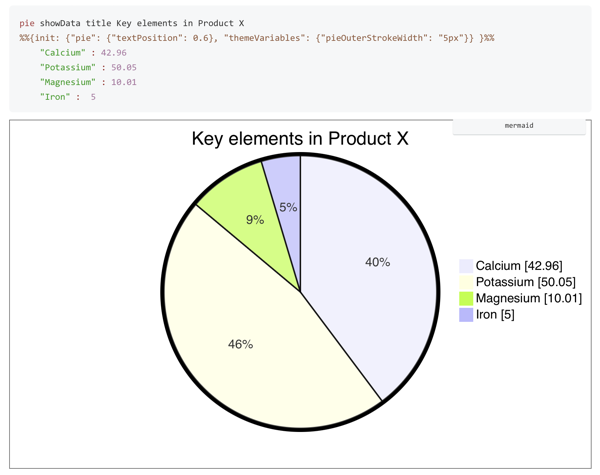 pie showData title Key elements in Product X
%%{init: {"pie": {"textPosition": 0.6}, "themeVariables": {"pieOuterStrokeWidth": "5px"}} }%%
"Calcium" : 42.96
"Potassium" : 50.05
"Magnesium" : 10.01
"Iron" :  5
mermaid
Key elements in Product X
5%
9%
40%
46%
Calcium [42.96]
Potassium [50.05]
Magnesium [10.01]
Iron [5]